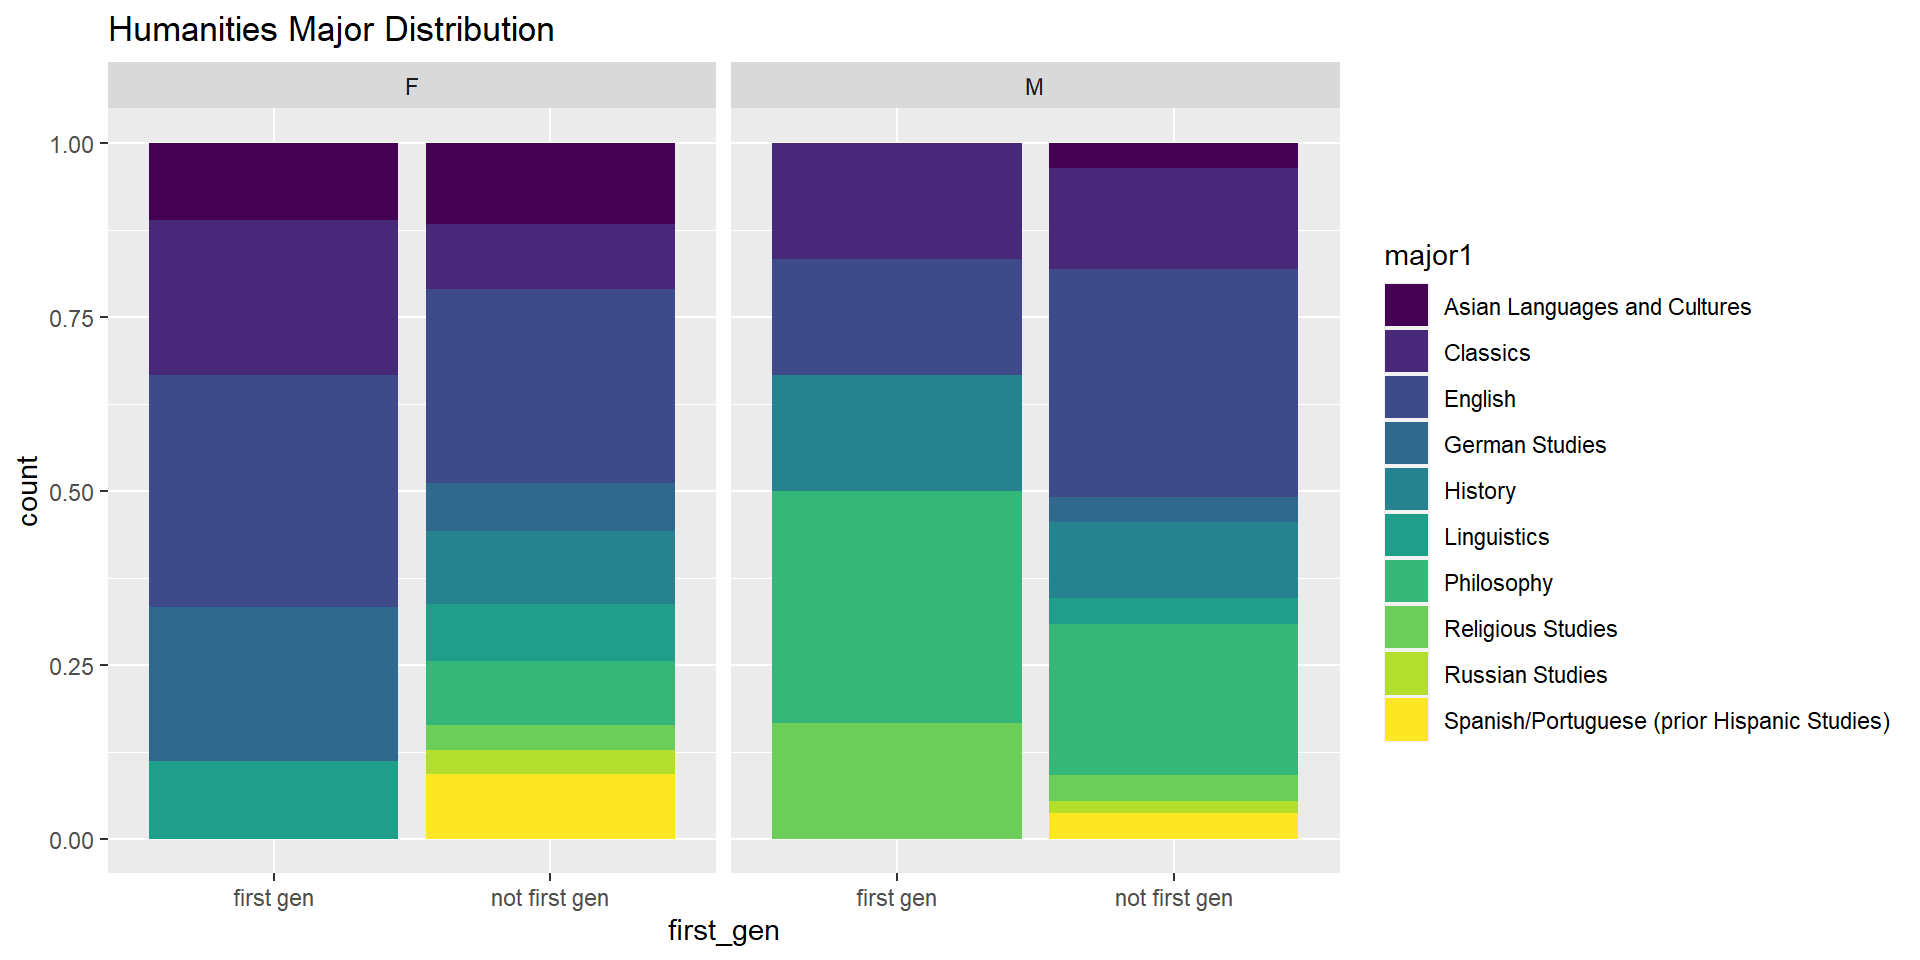 Humanities Major Distribution
F
M
1.00
0.75
0.50
0.25
0.00
count
first gen
not first gen
first gen
not first gen
first_gen
major1
Asian Languages and Cultures
Classics
English
German Studies
History
Linguistics
Philosophy
Religious Studies
Russian Studies
Spanish/Portuguese (prior Hispanic Studies)